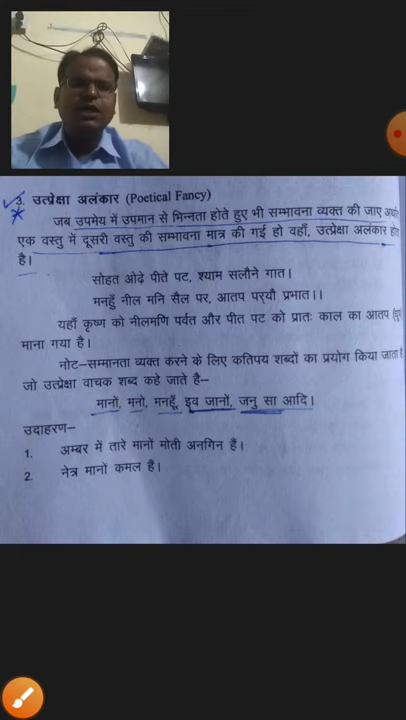 3. उत्प्रेक्षा अलंकार (Poetical Fancy)
जब उपमेय में उपमान से भिन्नता होते हुए भी सम्भावना व्यक्त की जाए
एक वस्तु में दूसरी वस्तु की सम्भावना मात्र की गई हो वहाँ, उत्प्रेक्षा अलंकार
है।
सोहत ओढ़े पीते पट, श्याम सलौने गात।
मनहुँ नील मनि सैल पर, आतप पर्‌यौ प्रभात।।
यहाँ कृष्ण को नीलमणि पर्वत और पीत पट को प्रातः काल का आतप
माना गया है।
नोट–सम्मानता व्यक्त करने के लिए कतिपय शब्दों का प्रयोग किया जाता है
जो उत्प्रेक्षा वाचक शब्द कहे जाते है–
मानो, मनो, मनहूँ, इव जानों, जनु सा आदि।
उदाहरण–
1. अम्बर में तारे मानों मोती अनगिन हैं।
2. नेत्र मानों कमल है।